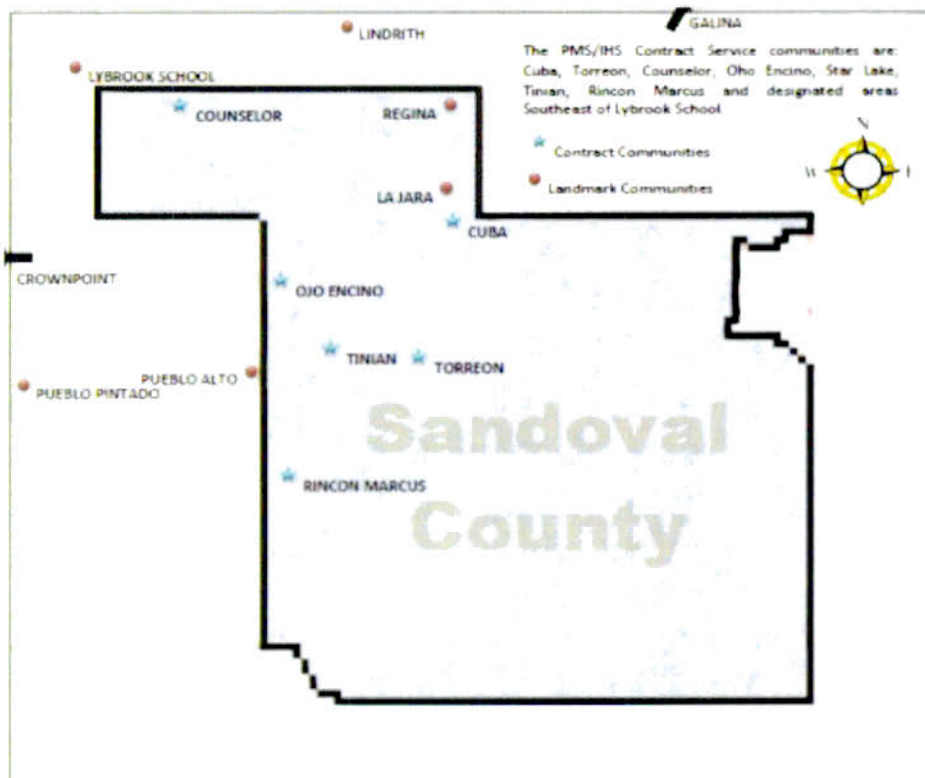 GALINA
LINDRITH
The PMS/IHS Contract Service communities are:
Cuba, Torreon, Counselor, Oho Encino, Star Lake,
Tinian, Rincon Marcus and designated areas
Southeast of Lybrook School
LYBROOK SCHOOL
COUNSELOR
REGINA
Contract Communities
N
W
E
Landmark Communities
LA JARA
CUBA
CROWNPOINT
OJO ENCINO
TINIAN
TORREON
PUEBLO ALTO
PUEBLO PINTADO
Sandoval
County
RINCON MARCUS